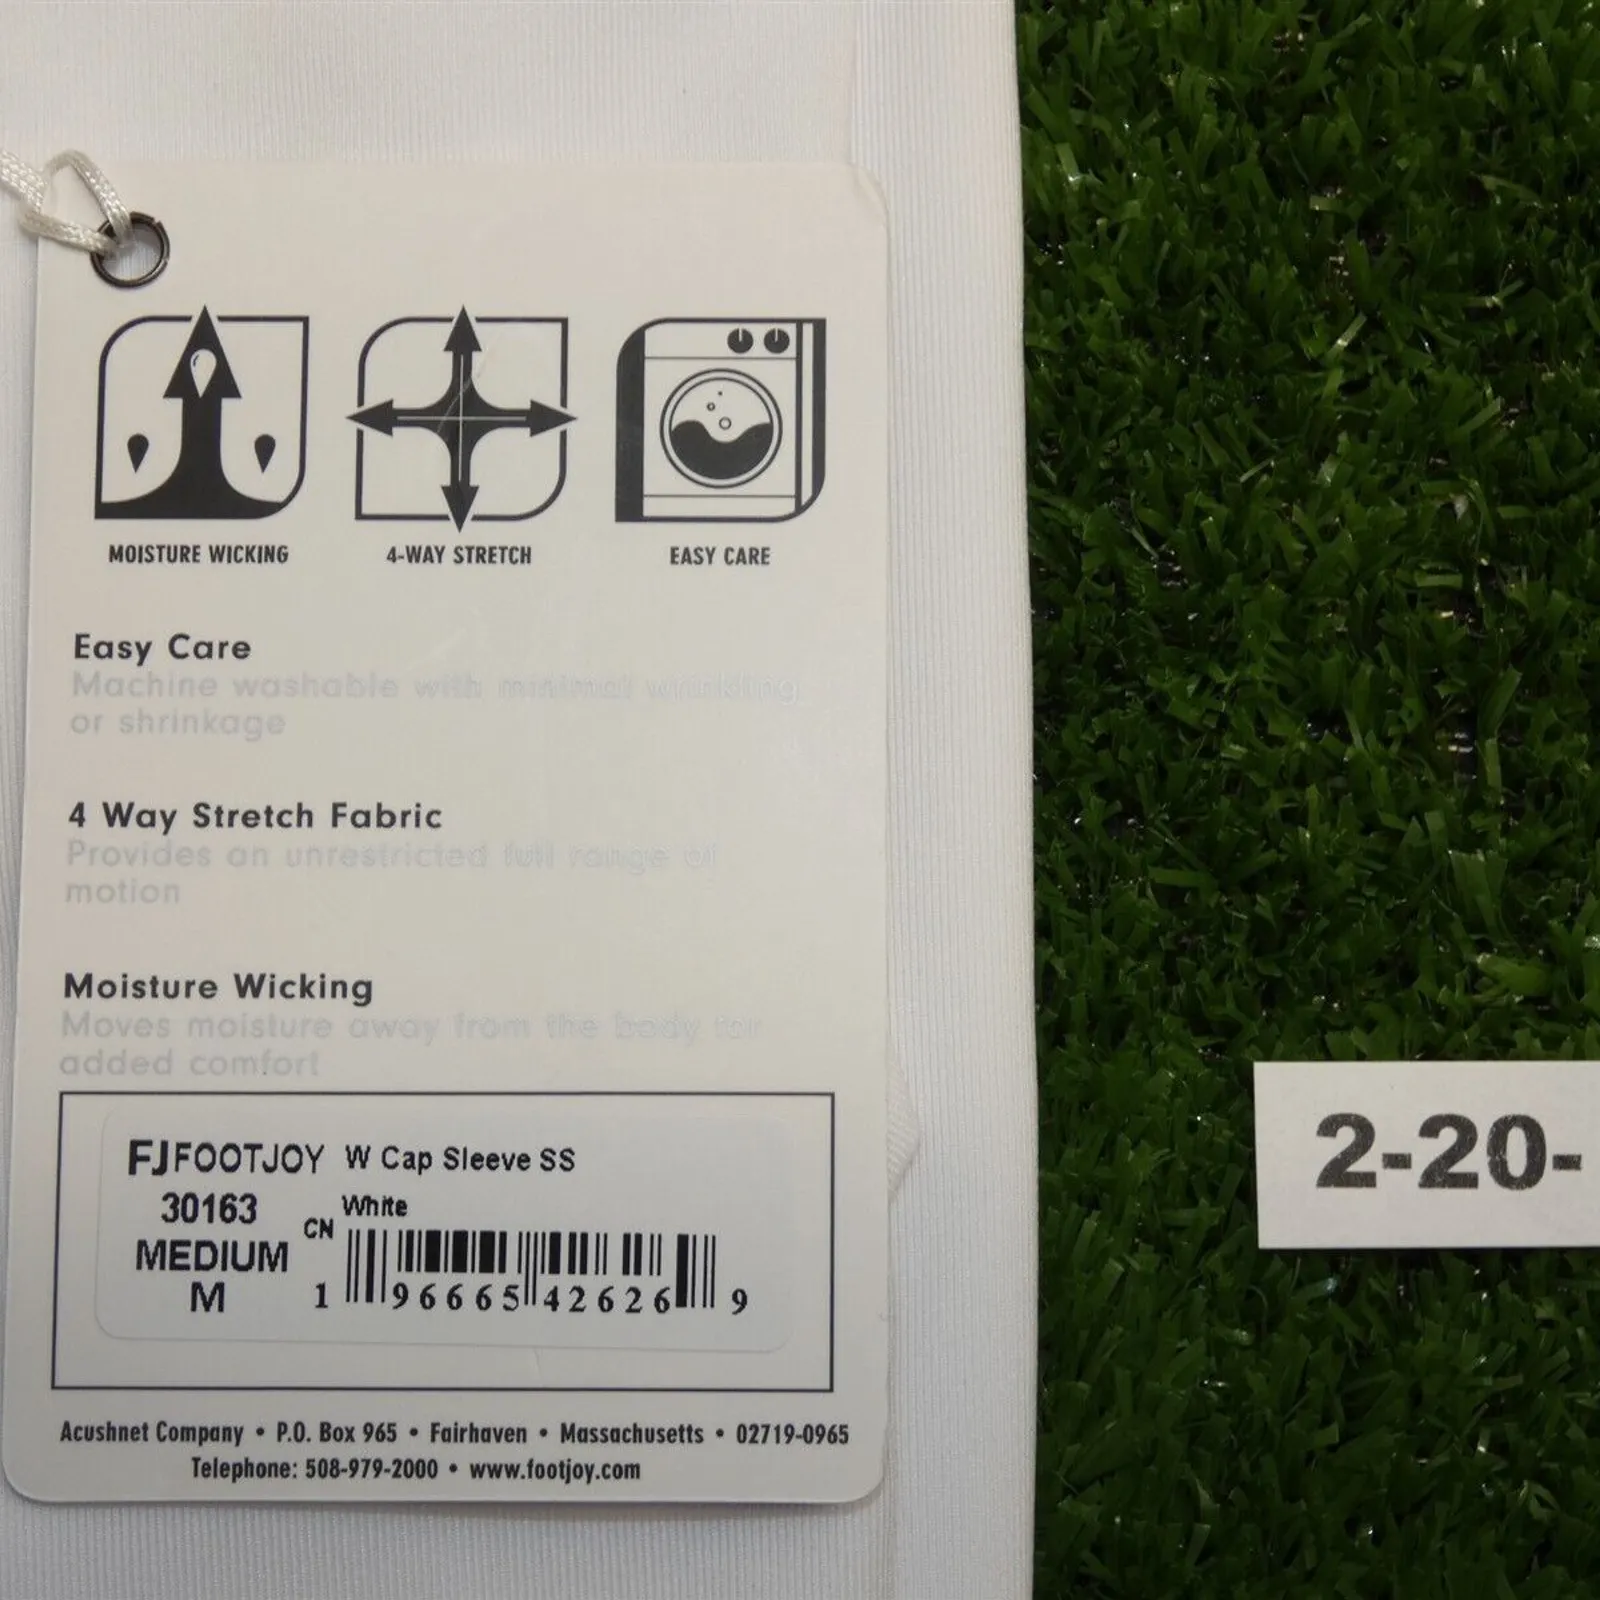 MOISTURE WICKING 4-WAY STRETCH EASY CARE
Easy Care
Machine washable with minimal wrinkling
or shrinkage
4 Way Stretch Fabric
Provides an unrestricted full range of
motion
Moisture Wicking
Moves moisture away from the body for
added comfort
FJ FOOTJOY W Cap Sleeve SS
30163 White
CN
MEDIUM
M
1 96665 42626 9
Acushnet Company • P.O. Box 965 • Fairhaven • Massachusetts • 02719-0965
Telephone: 508-979-2000 • www.footjoy.com
2-20-